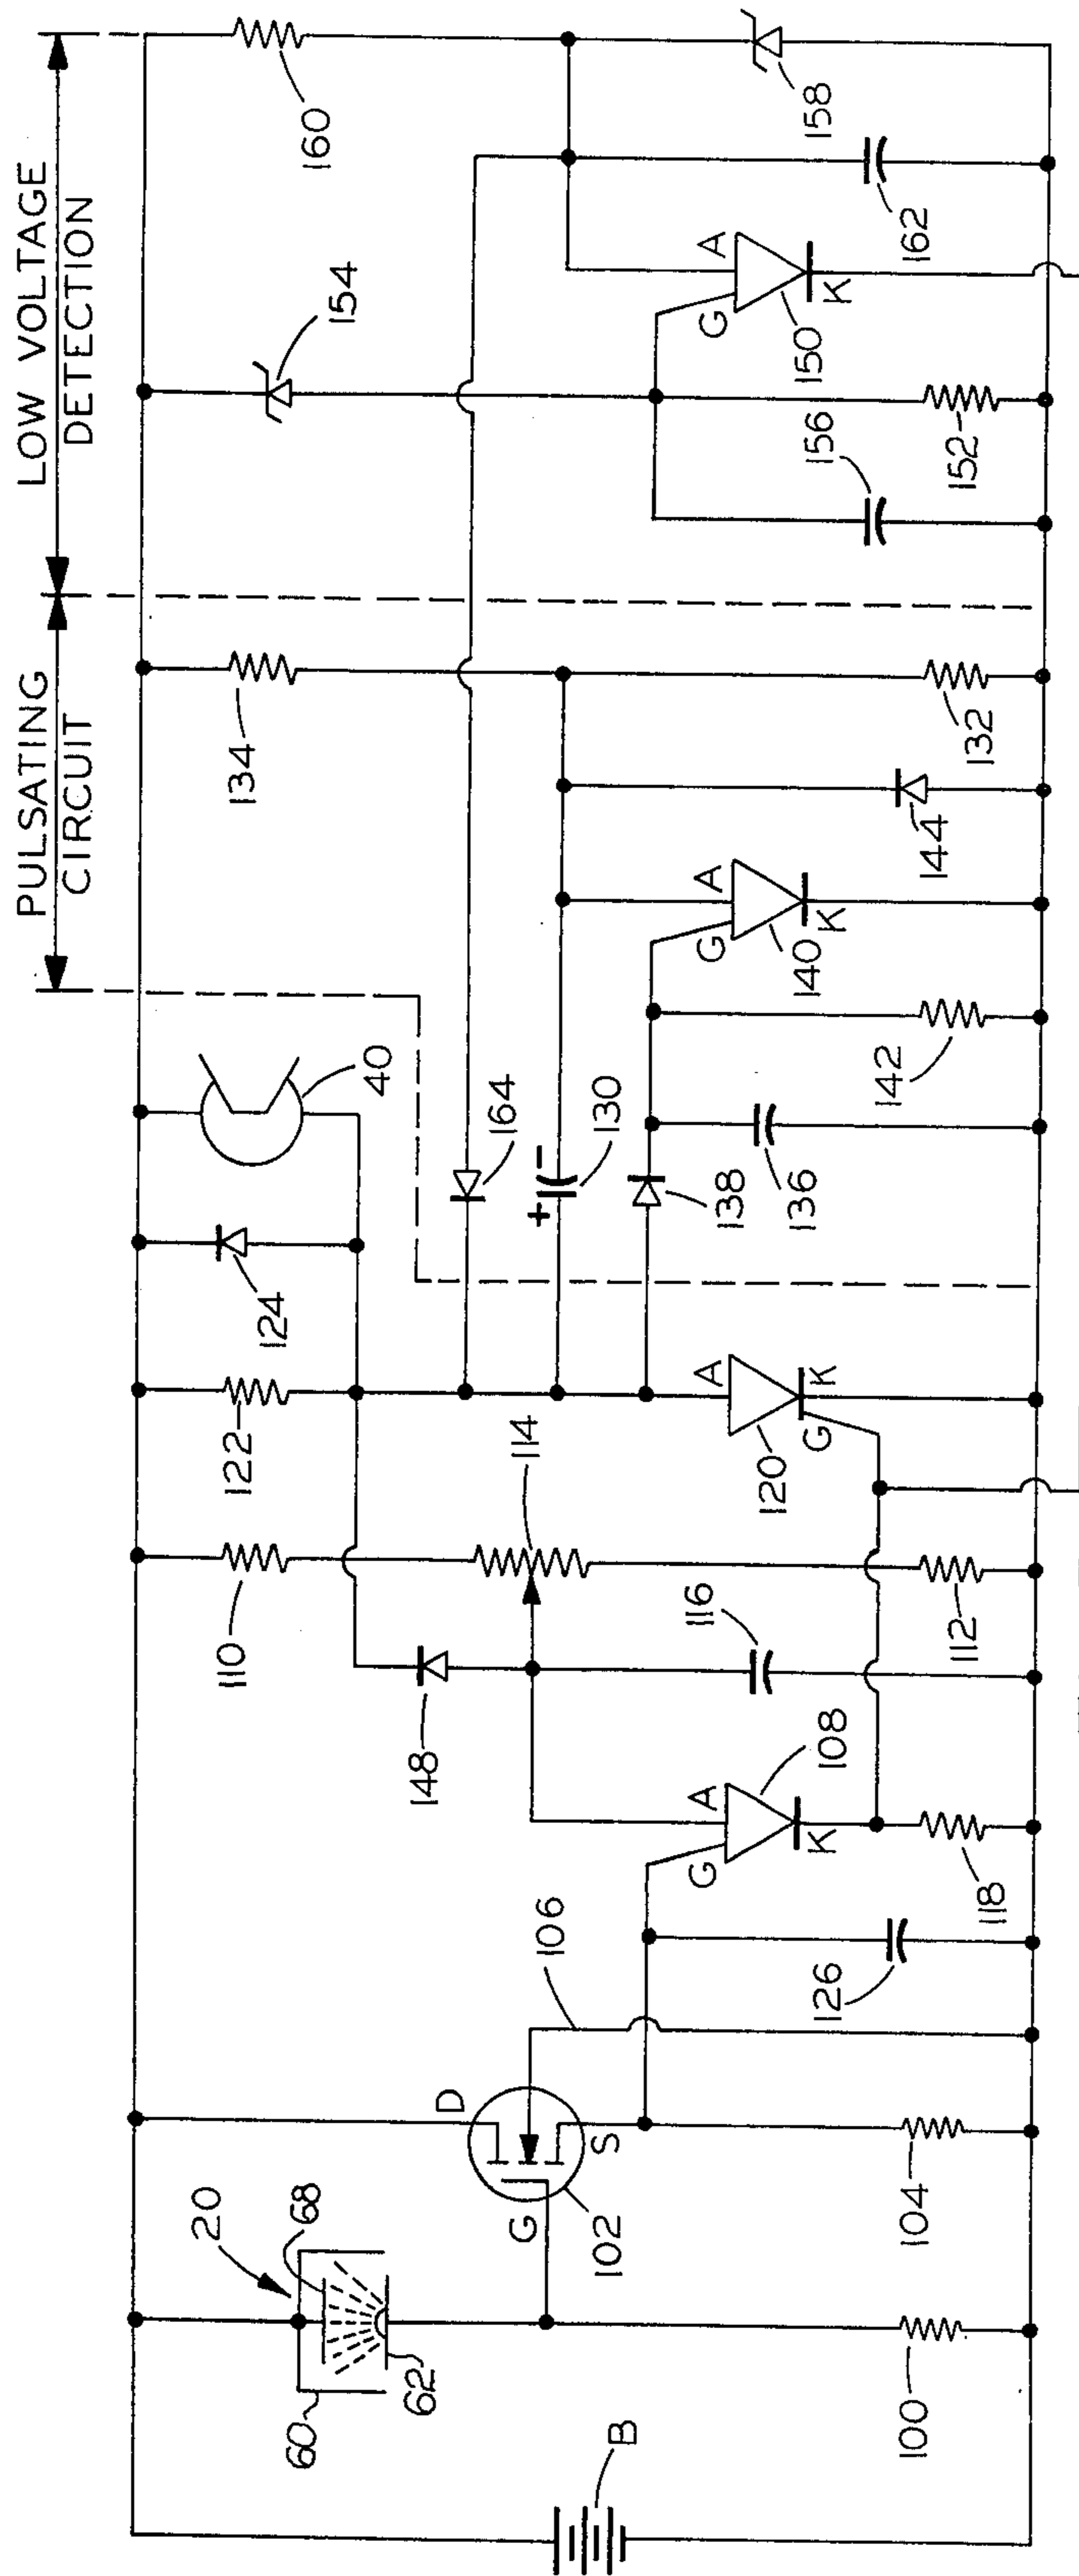 LOW VOLTAGE
DETECTION
PULSATING
CIRCUIT
160
158
162
154
A
G
K
150
156
152
134
132
144
A
G
K
140
142
40
164
130
+ -
138
136
124
122
114
A
K
G
120
110
116
112
148
108
A
G
K
118
106
126
D
S
G
102
104
20
68
60
62
100
B